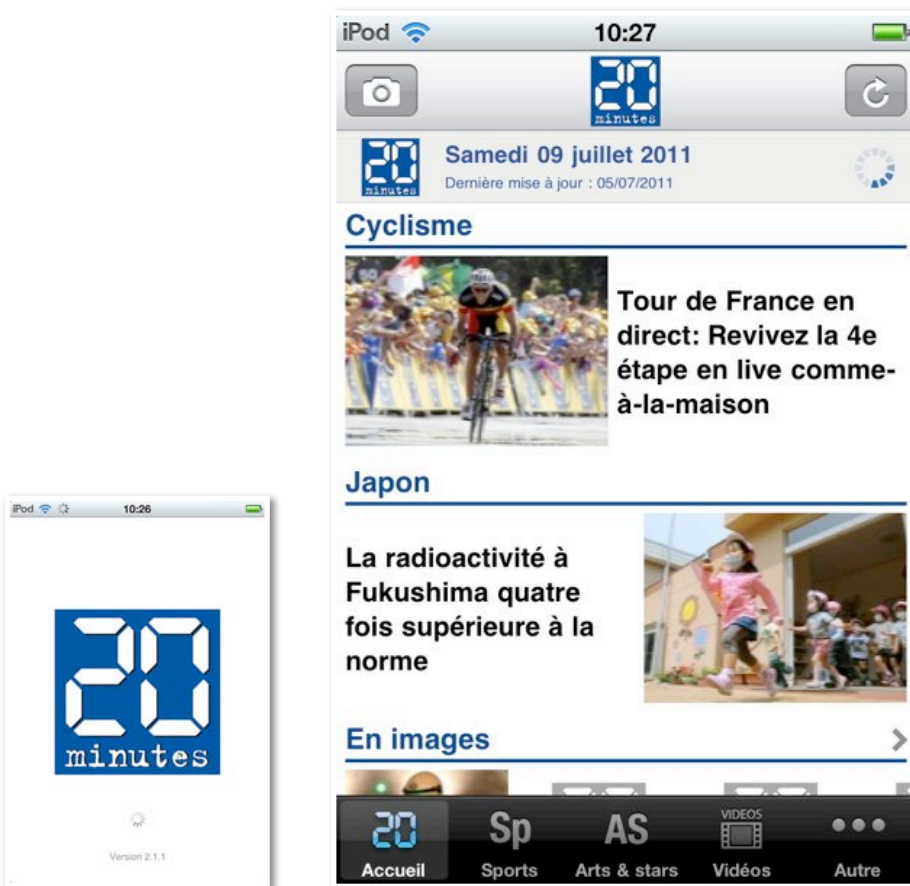 iPod
10:26
20
minutes
Version 2.1.1
iPod
10:27
20
minutes
20
minutes
Samedi 09 juillet 2011
Dernière mise à jour : 05/07/2011
Cyclisme
Tour de France en
direct: Revivez la 4e
étape en live comme-
à-la-maison
Japon
La radioactivité à
Fukushima quatre
fois supérieure à la
norme
En images
20
Sp
AS
VIDEOS
Accueil
Sports
Arts & stars
Vidéos
Autre